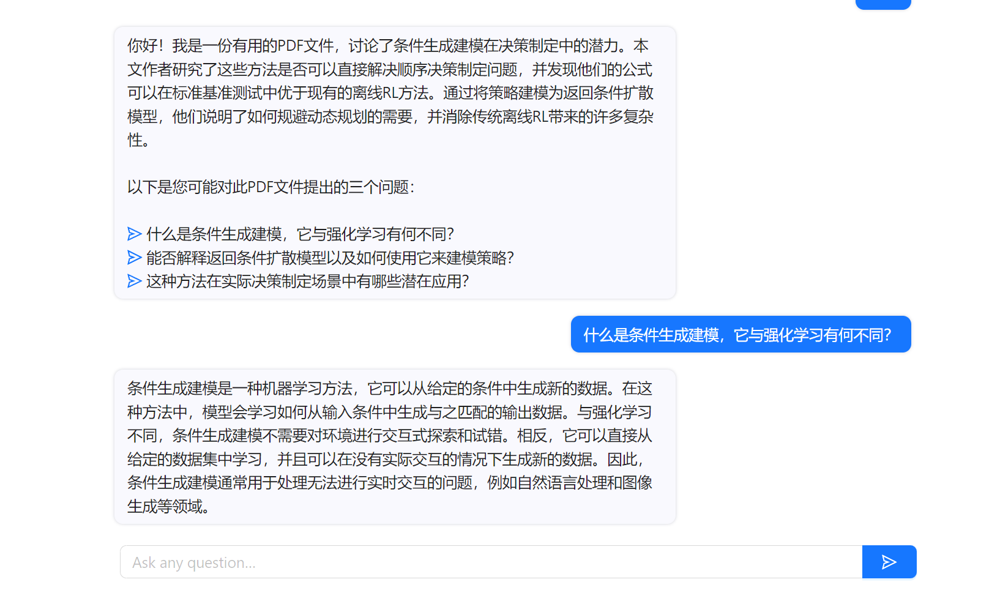 你好！我是一份有用的PDF文件，讨论了条件生成建模在决策制定中的潜力。本
文作者研究了这些方法是否可以直接解决顺序决策制定问题，并发现他们的公式
可以在标准基准测试中优于现有的离线RL方法。通过将策略建模为返回条件扩散
模型，他们说明了如何规避动态规划的需要，并消除传统离线RL带来的许多复杂
性。
以下是您可能对此PDF文件提出的三个问题：
什么是条件生成建模，它与强化学习有何不同？
能否解释返回条件扩散模型以及如何使用它来建模策略？
这种方法在实际决策制定场景中有哪些潜在应用？
什么是条件生成建模，它与强化学习有何不同？
条件生成建模是一种机器学习方法，它可以从给定的条件中生成新的数据。在这
种方法中，模型会学习如何从输入条件中生成与之匹配的输出数据。与强化学习
不同，条件生成建模不需要对环境进行交互式探索和试错。相反，它可以直接从
给定的数据集中学习，并且可以在没有实际交互的情况下生成新的数据。因此，
条件生成建模通常用于处理无法进行实时交互的问题，例如自然语言处理和图像
生成等领域。
Ask any question...